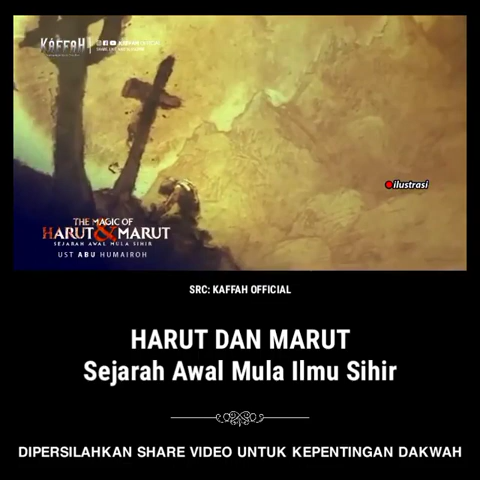 KAFFAH
ilustrasi
THE MAGIC OF
HARUT & MARUT
SEJARAH AWAL MULA SIHIR
UST ABU HUMAIROH
SRC: KAFFAH OFFICIAL
HARUT DAN MARUT
Sejarah Awal Mula Ilmu Sihir
DIPERSILAHKAN SHARE VIDEO UNTUK KEPENTINGAN DAKWAH